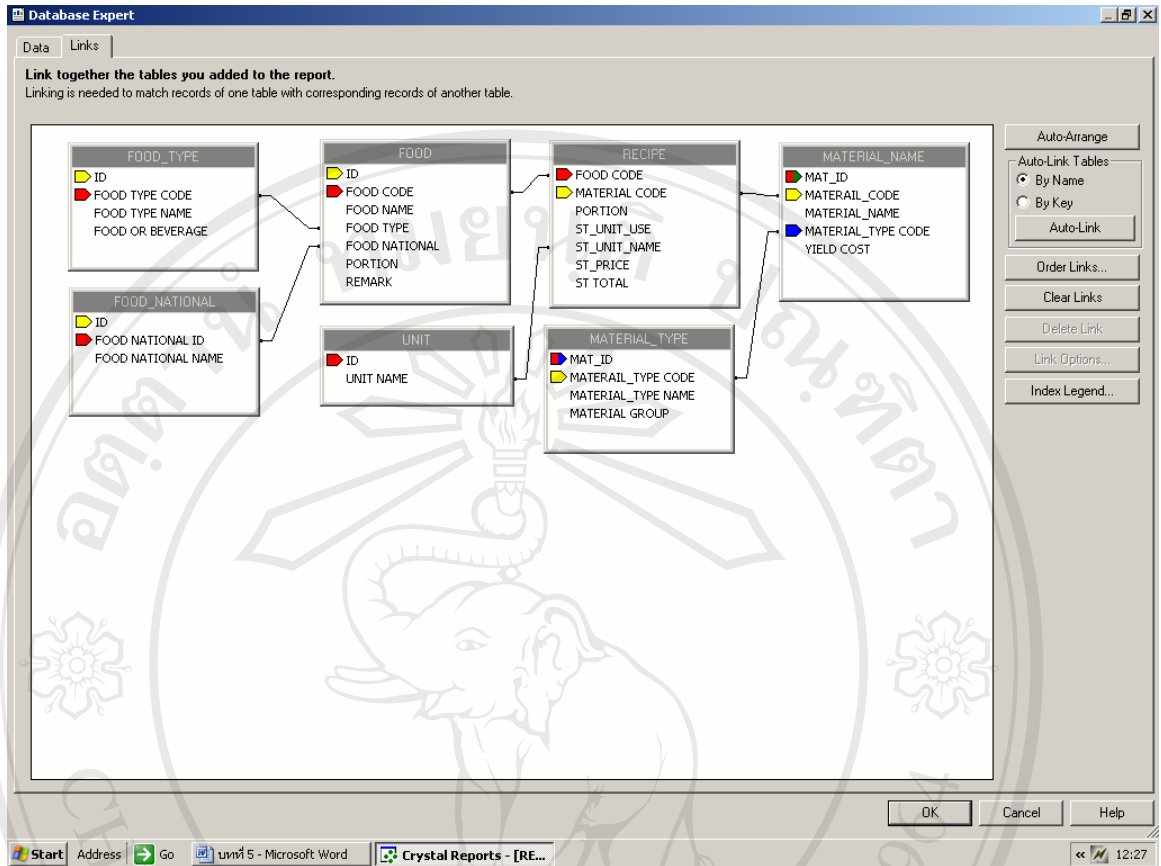 Database Expert
Data
Links
Link together the tables you added to the report.
Linking is needed to match records of one table with corresponding records of another table.
FOOD_TYPE
ID
FOOD TYPE CODE
FOOD TYPE NAME
FOOD OR BEVERAGE
FOOD_NATIONAL
ID
FOOD NATIONAL ID
FOOD NATIONAL NAME
FOOD
ID
FOOD CODE
FOOD NAME
FOOD TYPE
FOOD NATIONAL
PORTION
REMARK
UNIT
ID
UNIT NAME
RECIPE
FOOD CODE
MATERIAL CODE
PORTION
ST_UNIT_USE
ST_UNIT_NAME
ST_PRICE
ST TOTAL
MATERIAL_TYPE
MAT_ID
MATERAIL_TYPE CODE
MATERIAL_TYPE NAME
MATERIAL GROUP
MATERIAL_NAME
MAT_ID
MATERAIL_CODE
MATERIAL_NAME
MATERIAL_TYPE CODE
YIELD COST
Auto-Arrange
Auto-Link Tables
By Name
By Key
Auto-Link
Order Links...
Clear Links
Delete Link
Link Options...
Index Legend...
OK
Cancel
Help
Start
Address
Go
บทที่ 5 - Microsoft Word
Crystal Reports - [RE...
12:27